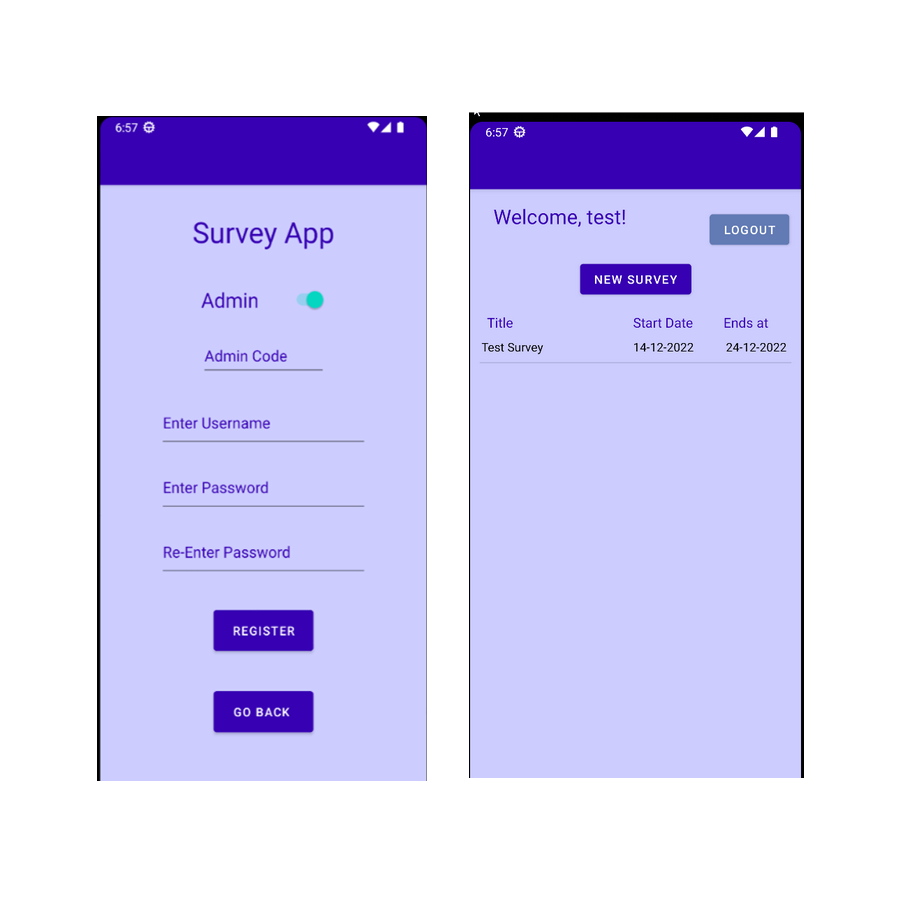 6:57
Survey App
Admin
Admin Code
Enter Username
Enter Password
Re-Enter Password
REGISTER
GO BACK
6:57
Welcome, test!
LOGOUT
NEW SURVEY
Title Start Date Ends at
Test Survey 14-12-2022 24-12-2022